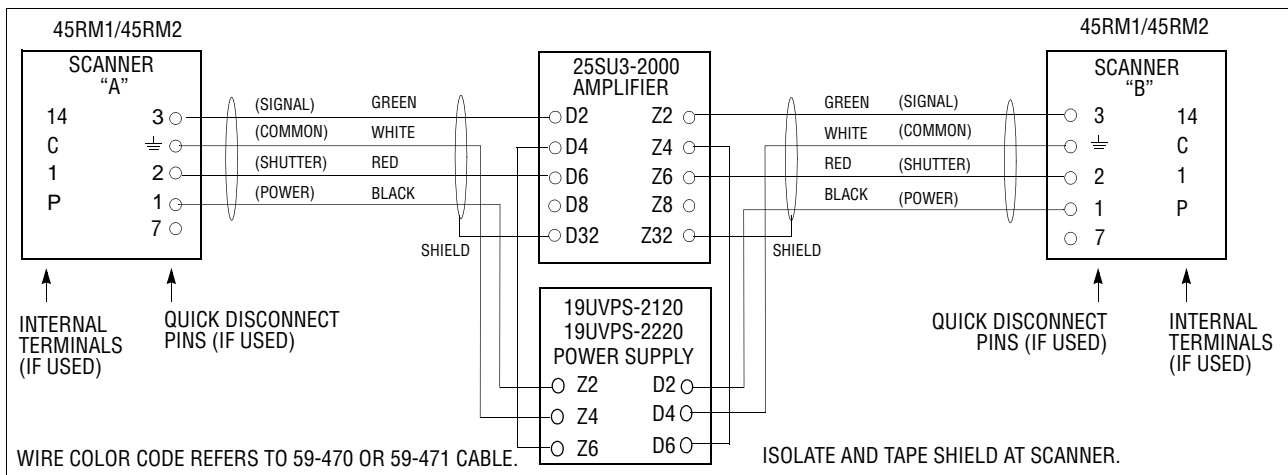 45RM1/45RM2
SCANNER
“A”
14 3
C ⏚
1 2
P 1
7
(SIGNAL) GREEN
(COMMON) WHITE
(SHUTTER) RED
(POWER) BLACK
SHIELD
INTERNAL
TERMINALS
(IF USED)
QUICK DISCONNECT
PINS (IF USED)
25SU3-2000
AMPLIFIER
D2 Z2
D4 Z4
D6 Z6
D8 Z8
D32 Z32
19UVPS-2120
19UVPS-2220
POWER SUPPLY
Z2 D2
Z4 D4
Z6 D6
45RM1/45RM2
SCANNER
“B”
3 14
⏚ C
2 1
1 P
7
GREEN (SIGNAL)
WHITE (COMMON)
RED (SHUTTER)
BLACK (POWER)
SHIELD
QUICK DISCONNECT
PINS (IF USED)
INTERNAL
TERMINALS
(IF USED)
WIRE COLOR CODE REFERS TO 59-470 OR 59-471 CABLE.
ISOLATE AND TAPE SHIELD AT SCANNER.